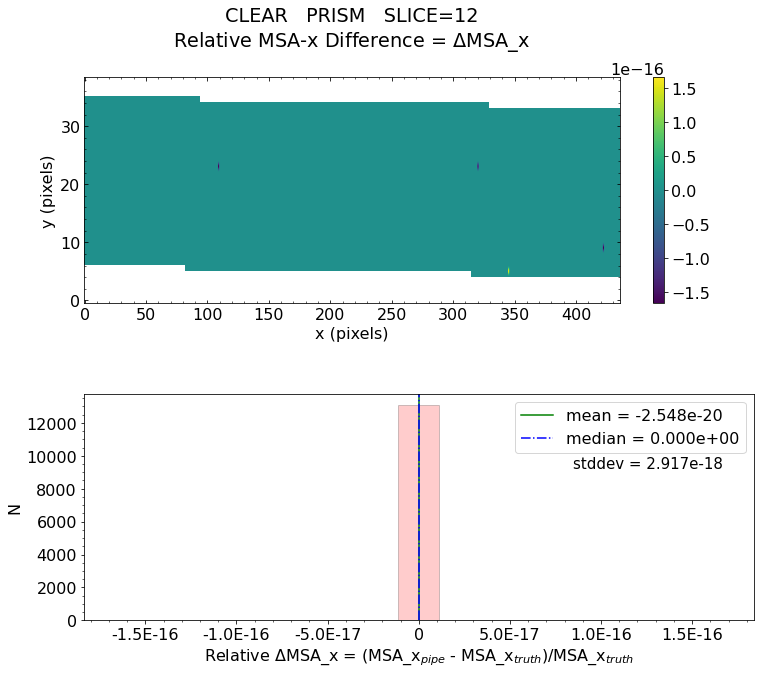 CLEAR PRISM SLICE=12
Relative MSA-x Difference = ΔMSA_x
1e−16
30
20
10
0
y (pixels)
0 50 100 150 200 250 300 350 400
x (pixels)
1.5
1.0
0.5
0.0
−0.5
−1.0
−1.5
12000
10000
8000
6000
4000
2000
0
N
mean = -2.548e-20
median = 0.000e+00
stddev = 2.917e-18
-1.5E-16 -1.0E-16 -5.0E-17 0 5.0E-17 1.0E-16 1.5E-16
Relative ΔMSA_x = (MSA_xpipe - MSA_xtruth)/MSA_xtruth